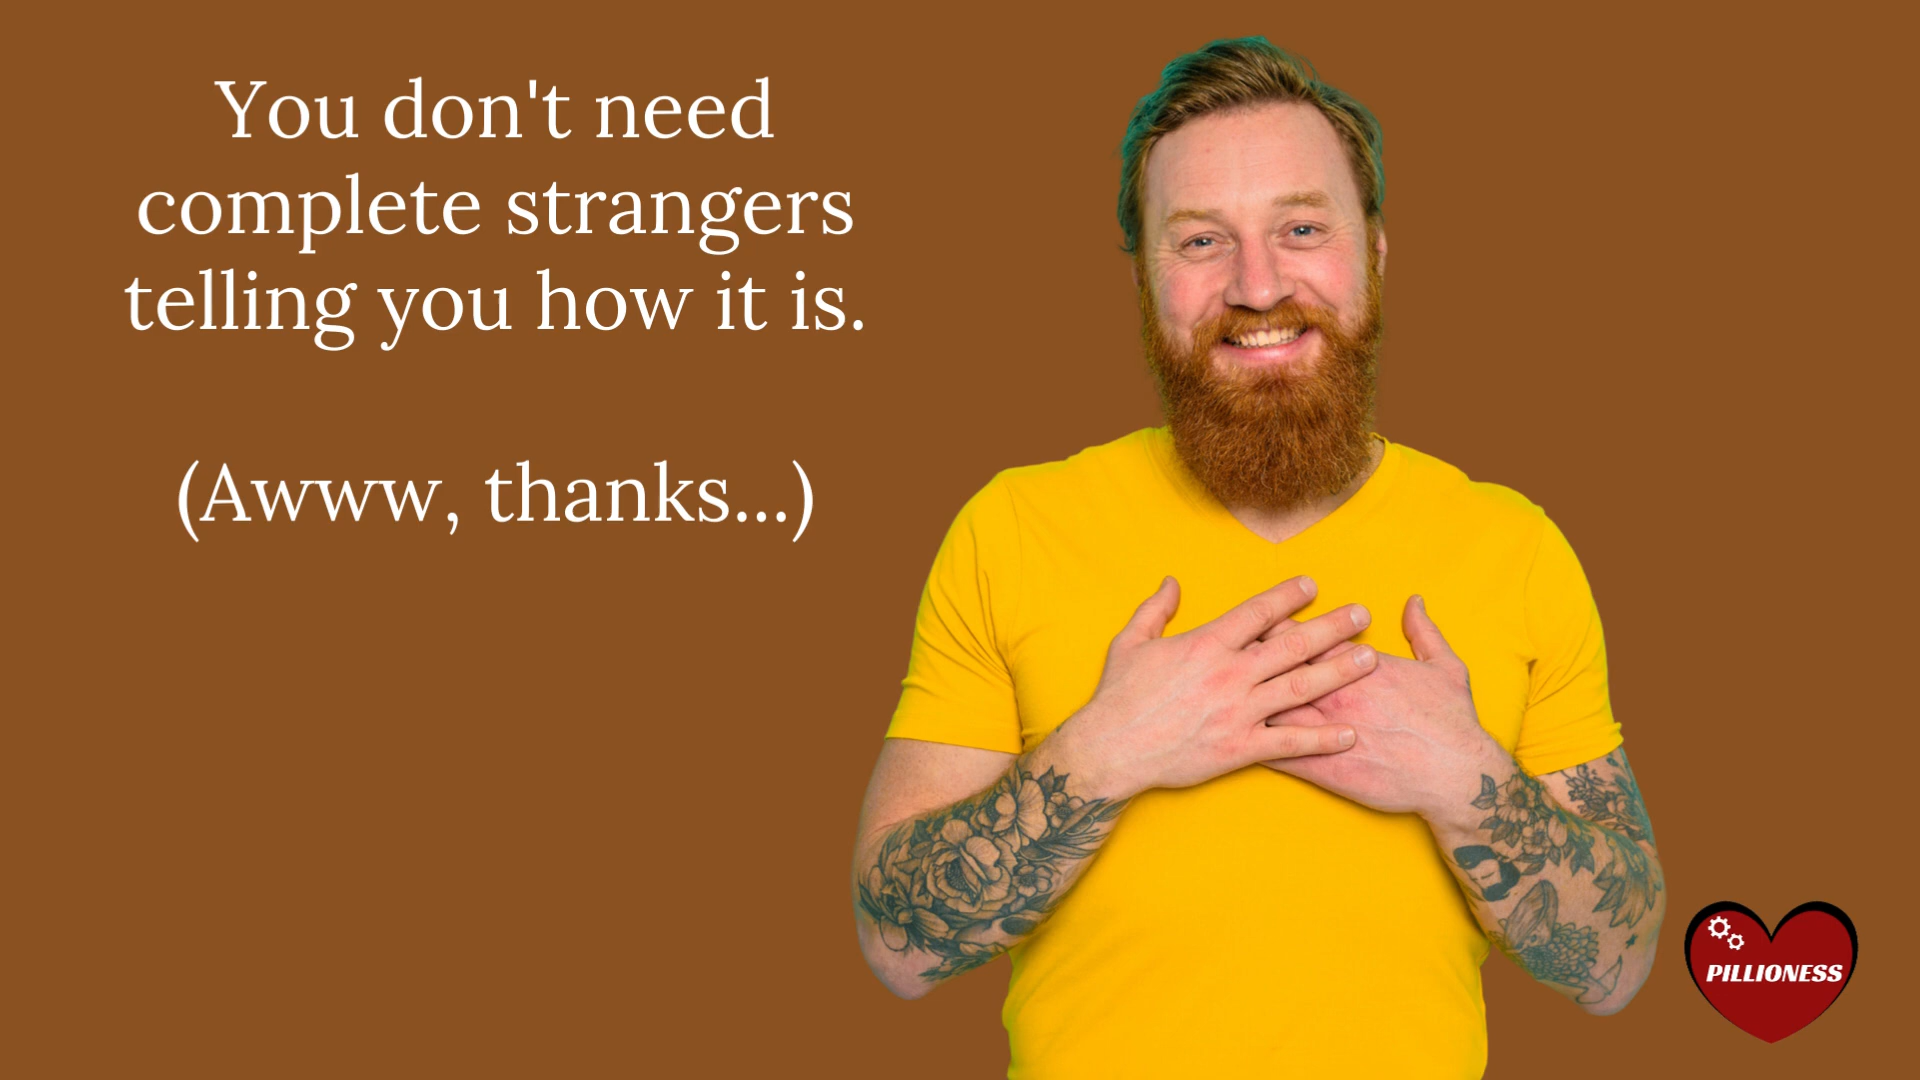 You don't need
complete strangers
telling you how it is.
(Awww, thanks...)
PILLIONESS